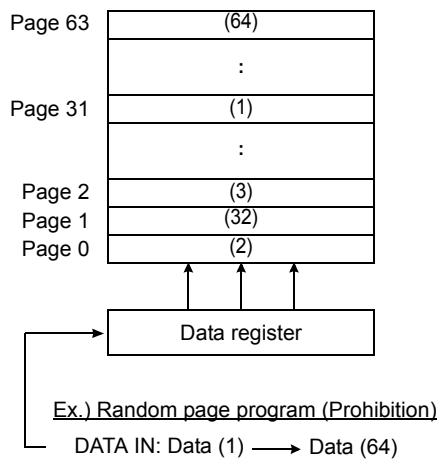 Page 63 (64)
:
Page 31 (1)
:
Page 2 (3)
Page 1 (32)
Page 0 (2)
Data register
Ex.) Random page program (Prohibition)
DATA IN: Data (1) → Data (64)